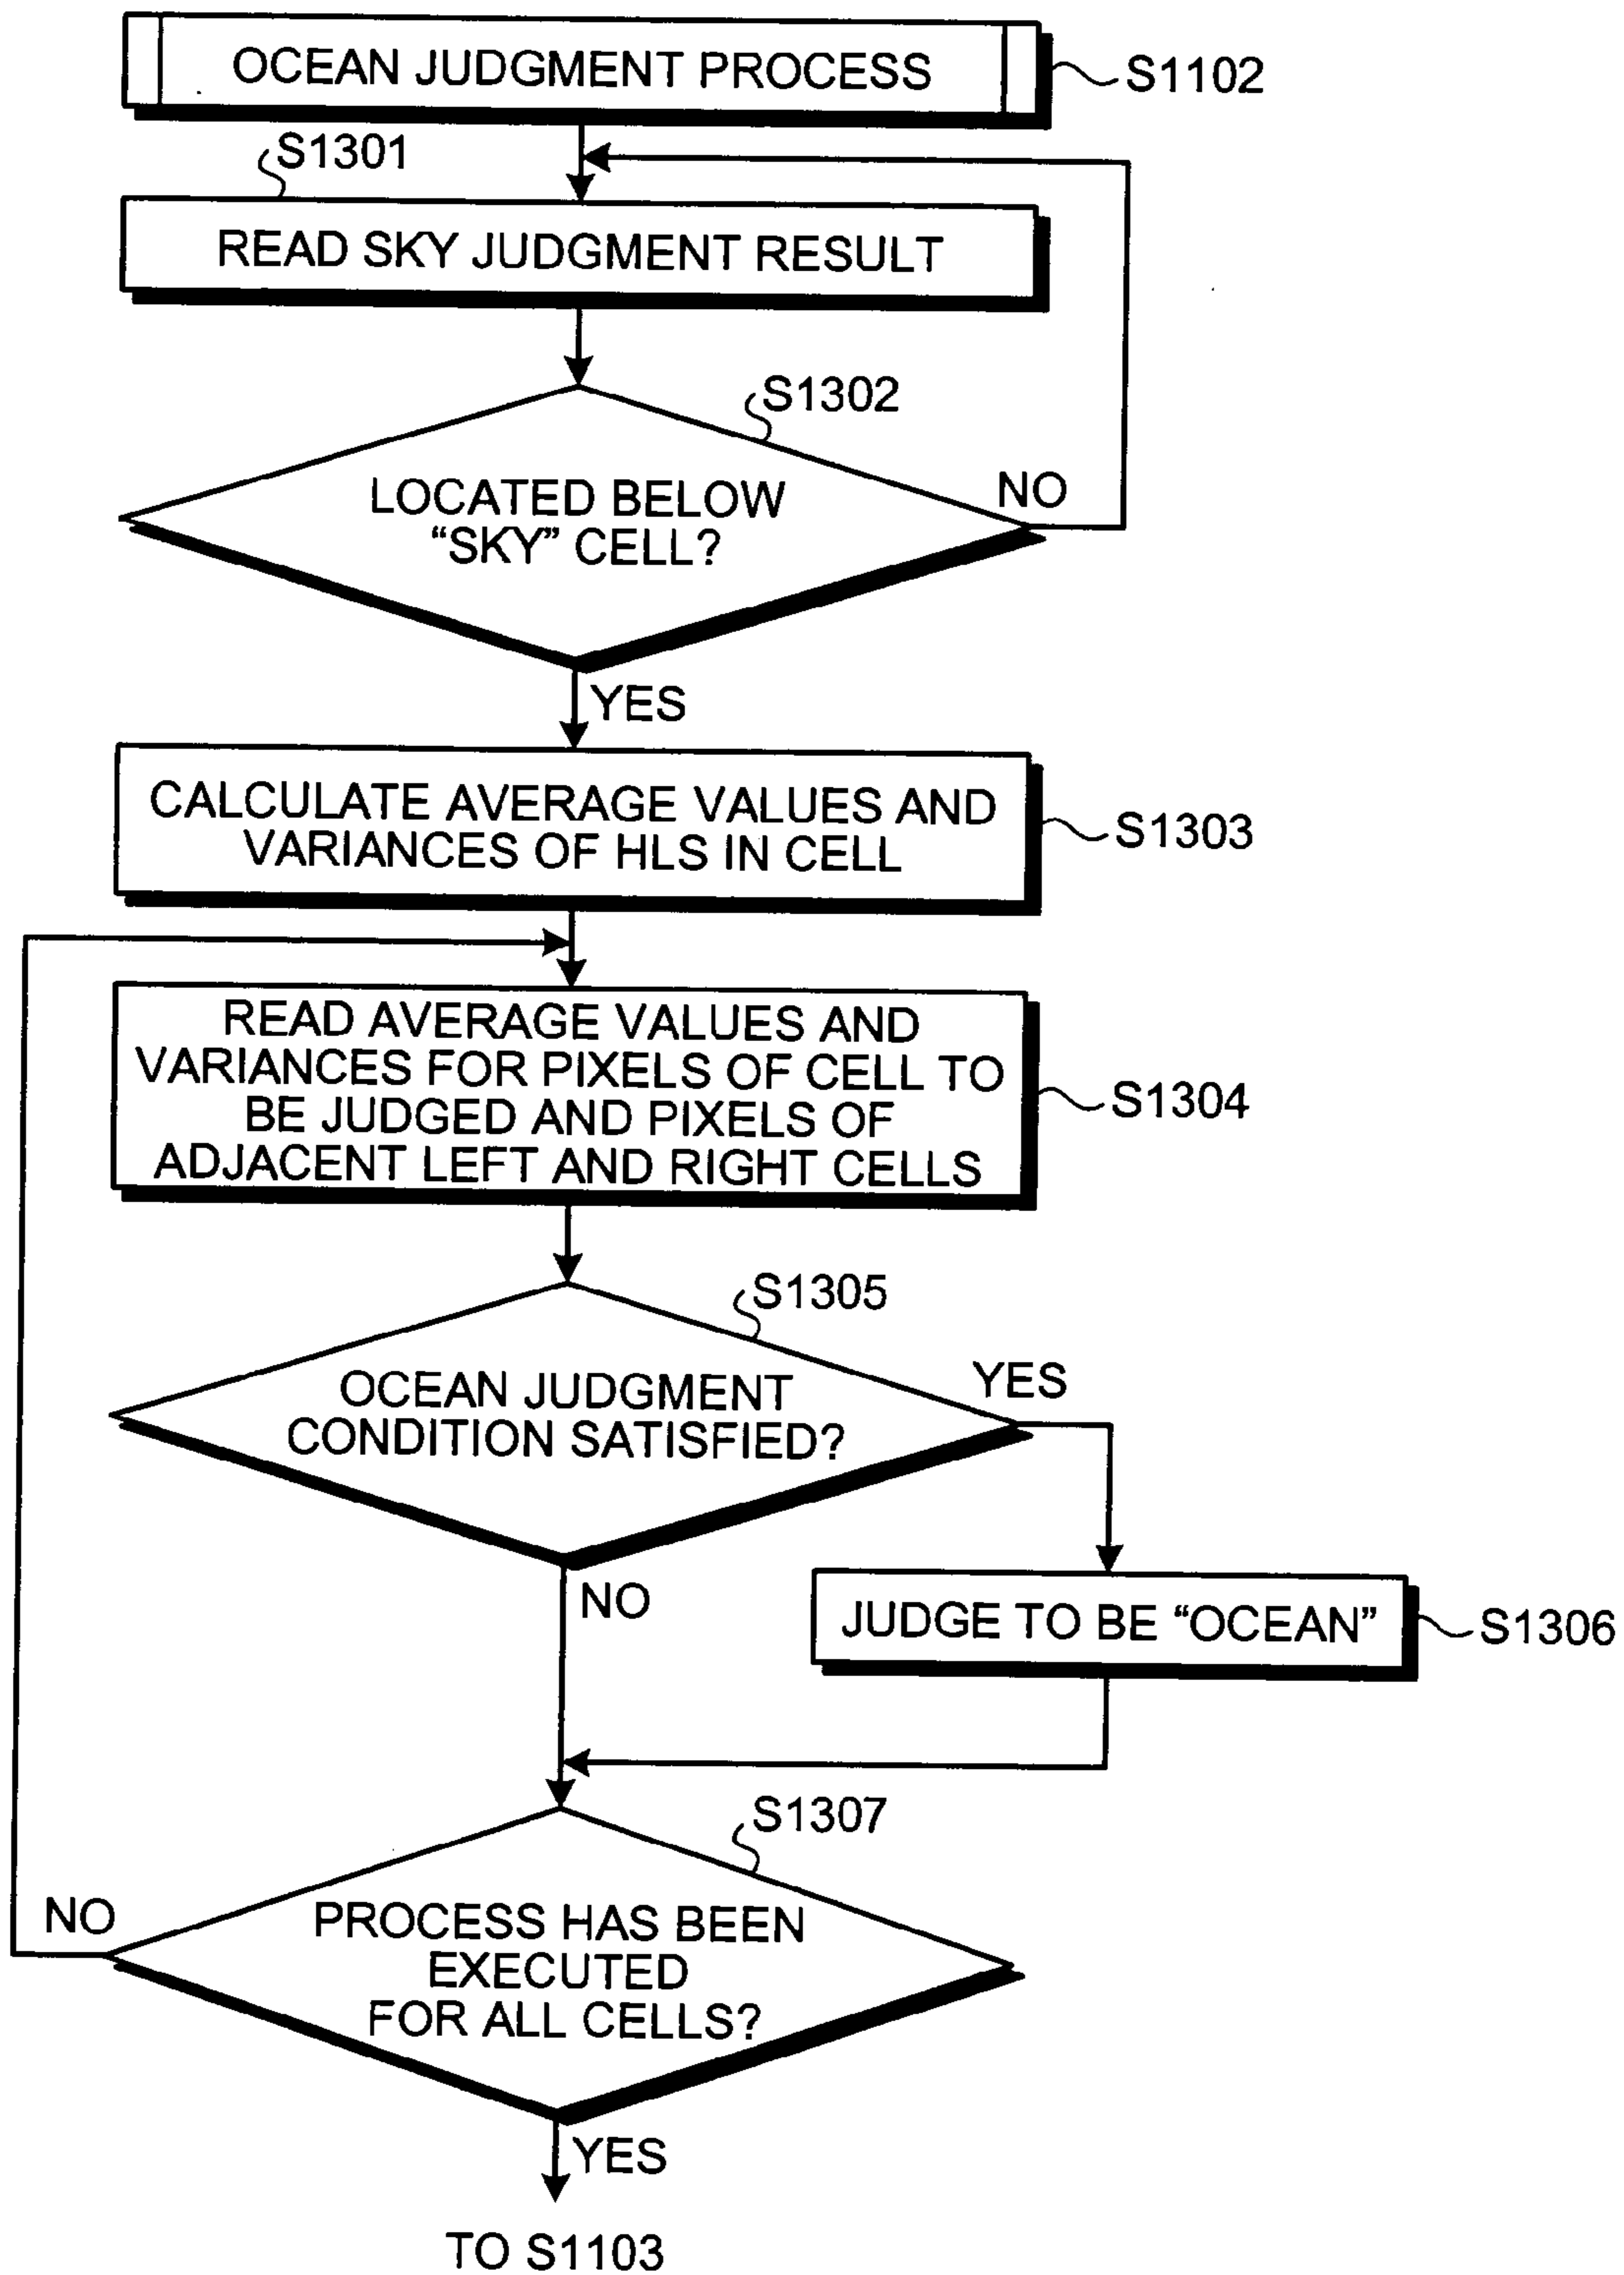 OCEAN JUDGMENT PROCESS
S1102
S1301
READ SKY JUDGMENT RESULT
S1302
LOCATED BELOW
“SKY” CELL?
NO
YES
CALCULATE AVERAGE VALUES AND
VARIANCES OF HLS IN CELL
S1303
READ AVERAGE VALUES AND
VARIANCES FOR PIXELS OF CELL TO
BE JUDGED AND PIXELS OF
ADJACENT LEFT AND RIGHT CELLS
S1304
S1305
OCEAN JUDGMENT
CONDITION SATISFIED?
YES
NO
JUDGE TO BE “OCEAN”
S1306
S1307
PROCESS HAS BEEN
EXECUTED
FOR ALL CELLS?
NO
YES
TO S1103